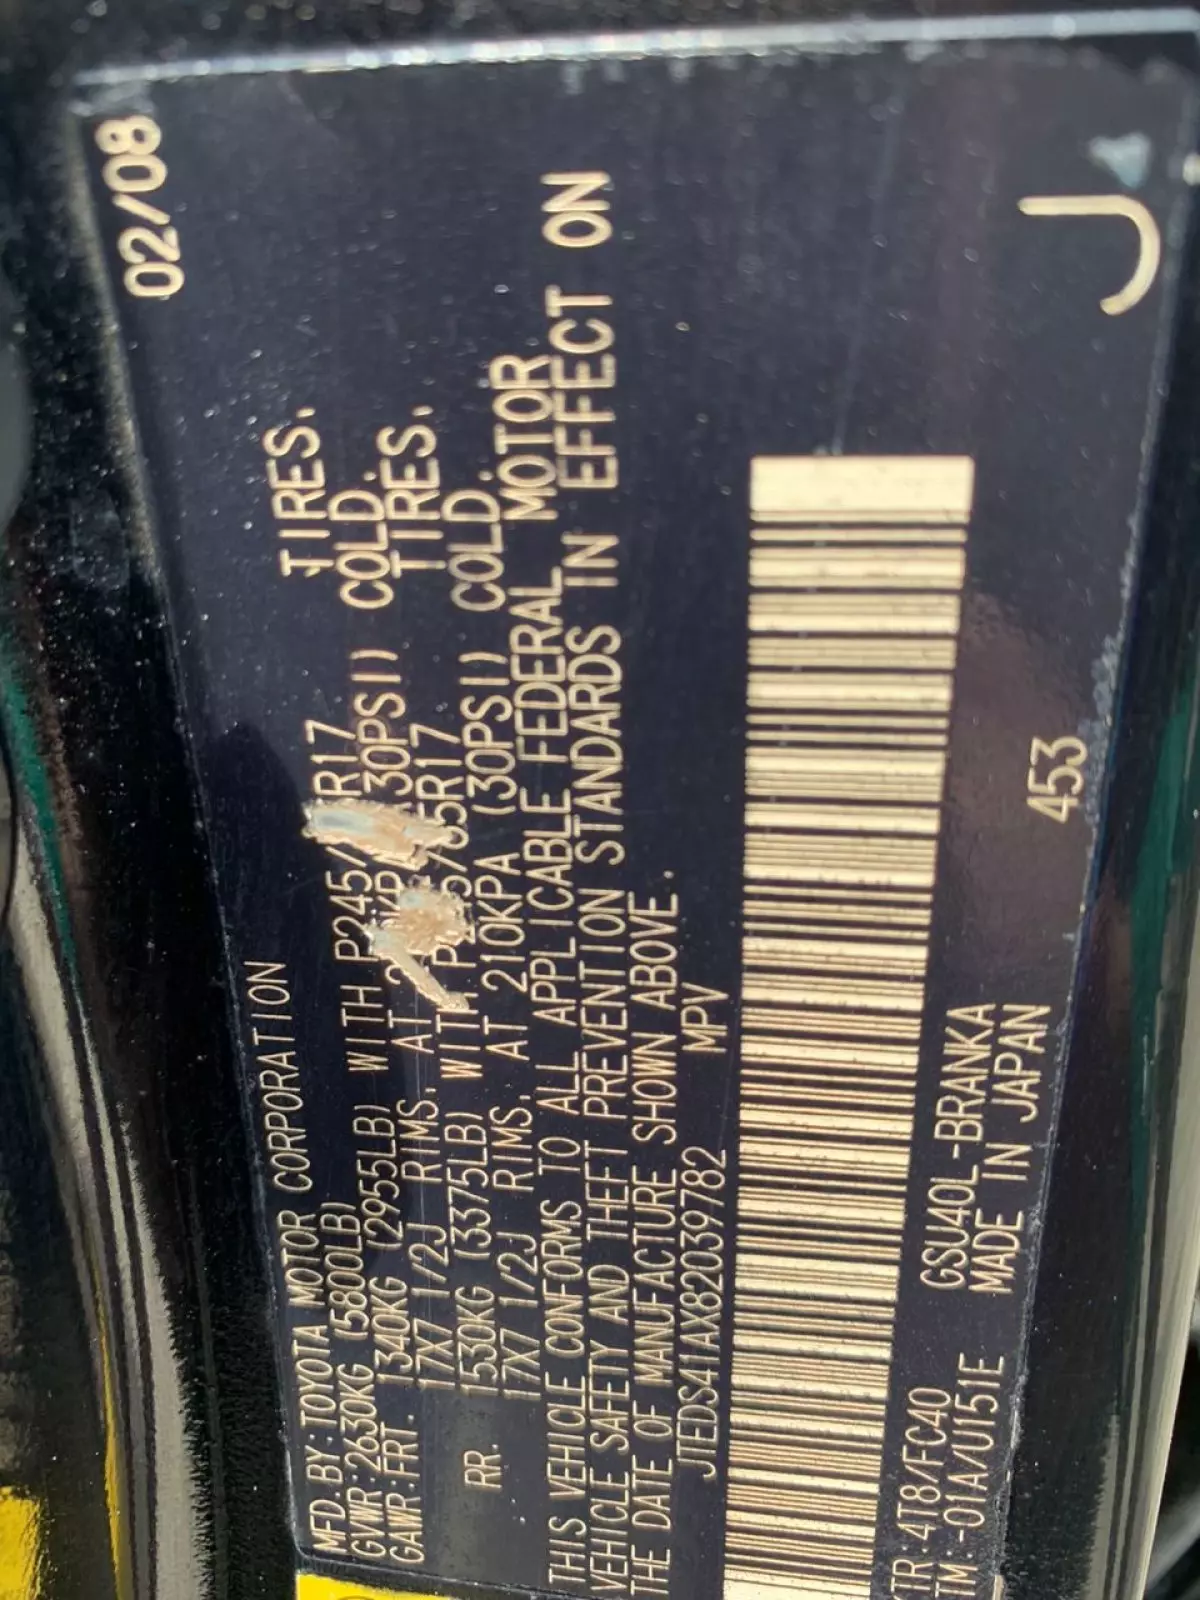 MFD.BY:TOYOTA MOTOR CORPORATION 02/08
GVWR:2630KG (5800LB)
GAWR:FRT. 1340KG (2955LB) WITH P245/ R17 TIRES.
17X7 1/2J RIMS. AT (30PSI) COLD.
RR. 1530KG (3375LB) WITH 65R17 TIRES.
17X7 1/2J RIMS, AT 210KPA (30PSI) COLD.
THIS VEHICLE CONFORMS TO ALL APPLICABLE FEDERAL MOTOR
VEHICLE SAFETY AND THEFT PREVENTION STANDARDS IN EFFECT ON
THE DATE OF MANUFACTURE SHOWN ABOVE.
JTEDS41AX82039782 MPV
C/TR:4T8/FC40 GSU40L-BRANKA 453
TM:-01A/U151E MADE IN JAPAN
J